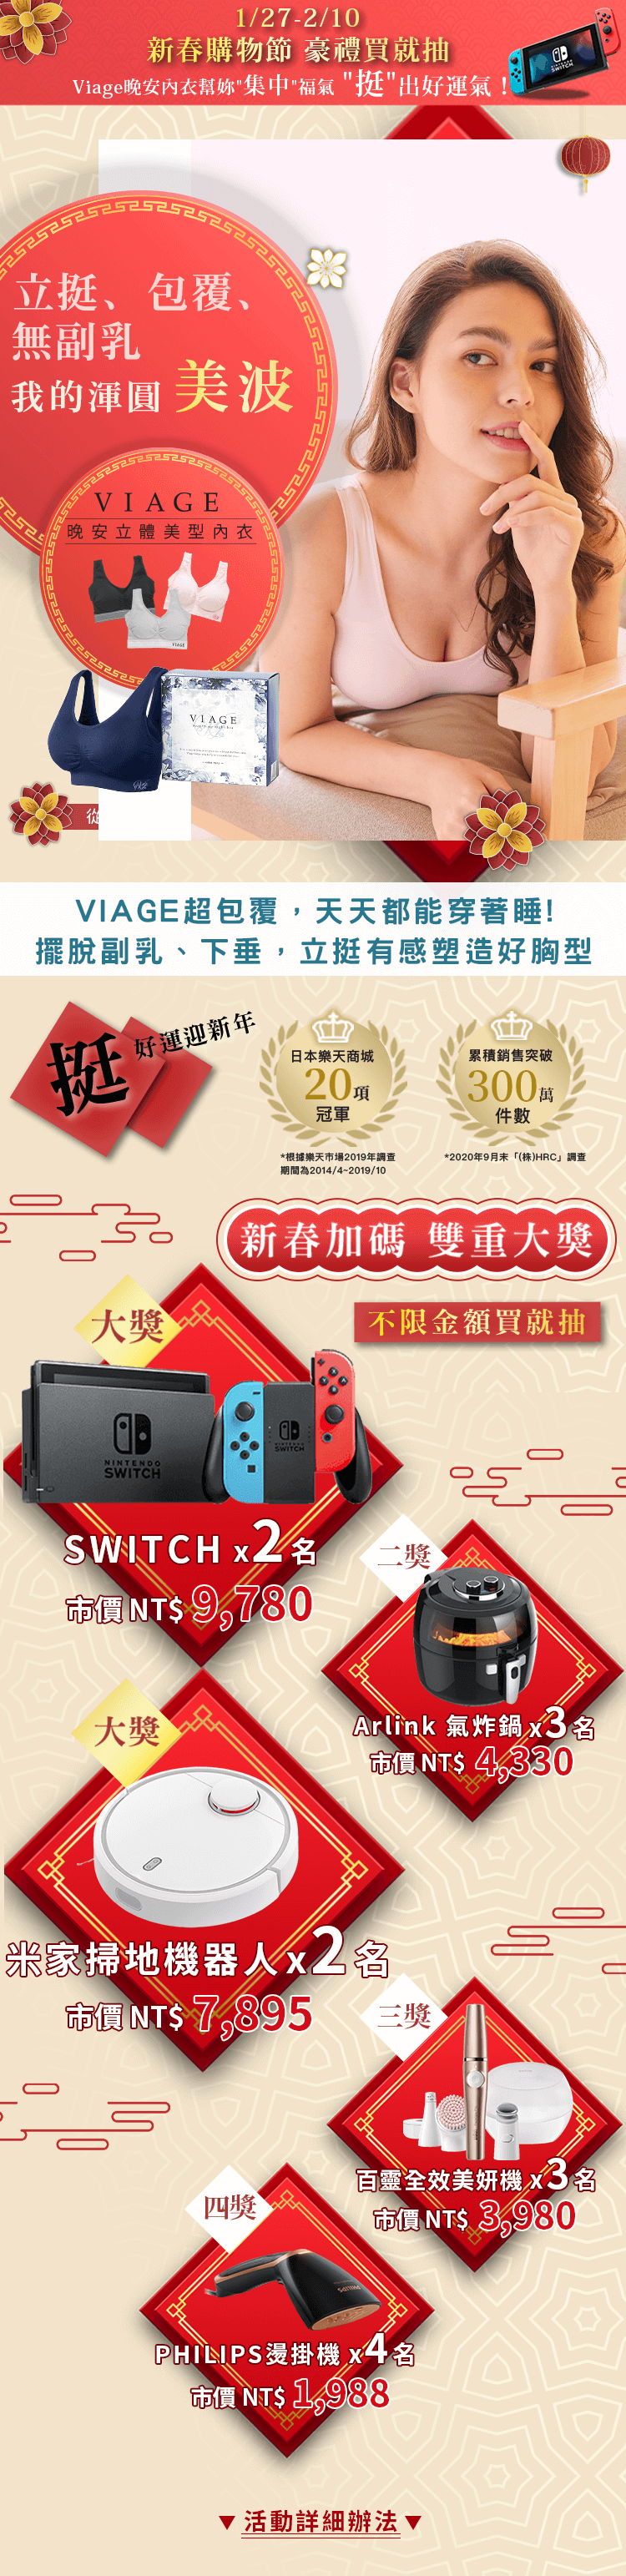 1/27-2/10
新春購物節 豪禮買就抽
Viage晚安內衣幫妳"集中"福氣 "挺"出好運氣！
NINTENDO
SWITCH
立挺、包覆、
無副乳
我的渾圓 美波
VIAGE
晚安立體美型內衣
VIAGE
VIAGE
從
VIAGE超包覆，天天都能穿著睡!
擺脫副乳、下垂，立挺有感塑造好胸型
挺
好運迎新年
日本樂天商城
20項
冠軍
*根據樂天市場2019年調查
期間為2014/4~2019/10
累積銷售突破
300萬
件數
*2020年9月末「(株)HRC」調查
新春加碼 雙重大獎
不限金額買就抽
大獎
NINTENDO
SWITCH
NINTENDO
SWITCH
SWITCH x2名
市價 NT$ 9,780
二獎
Arlink 氣炸鍋 x3名
市價 NT$ 4,330
大獎
米家掃地機器人x2名
市價 NT$ 7,895
三獎
百靈全效美妍機 x3名
市價 NT$ 3,980
四獎
PHILIPS
PHILIPS燙掛機 x4名
市價 NT$ 1,988
▼ 活動詳細辦法 ▼